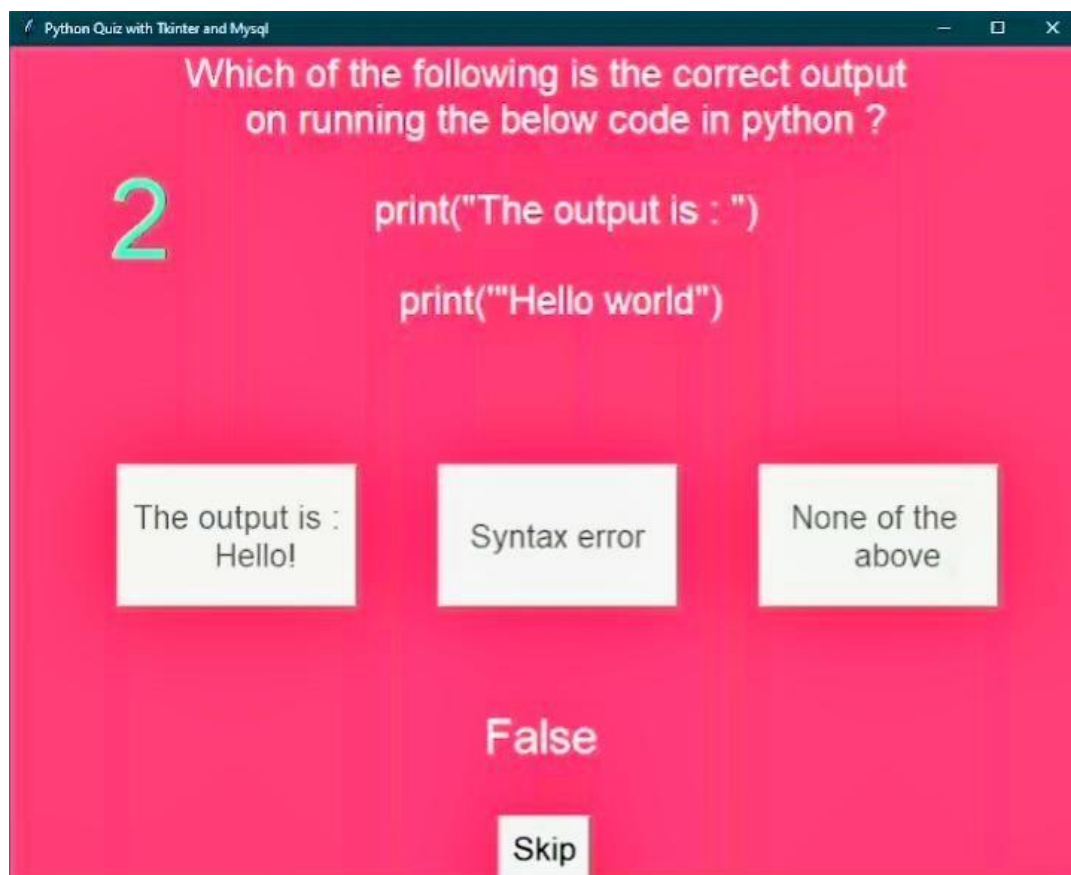 Python Quiz with Tkinter and Mysql
Which of the following is the correct output
on running the below code in python ?
2
print("The output is : ")
print('"Hello world")
The output is :
Hello!
Syntax error
None of the
above
False
Skip